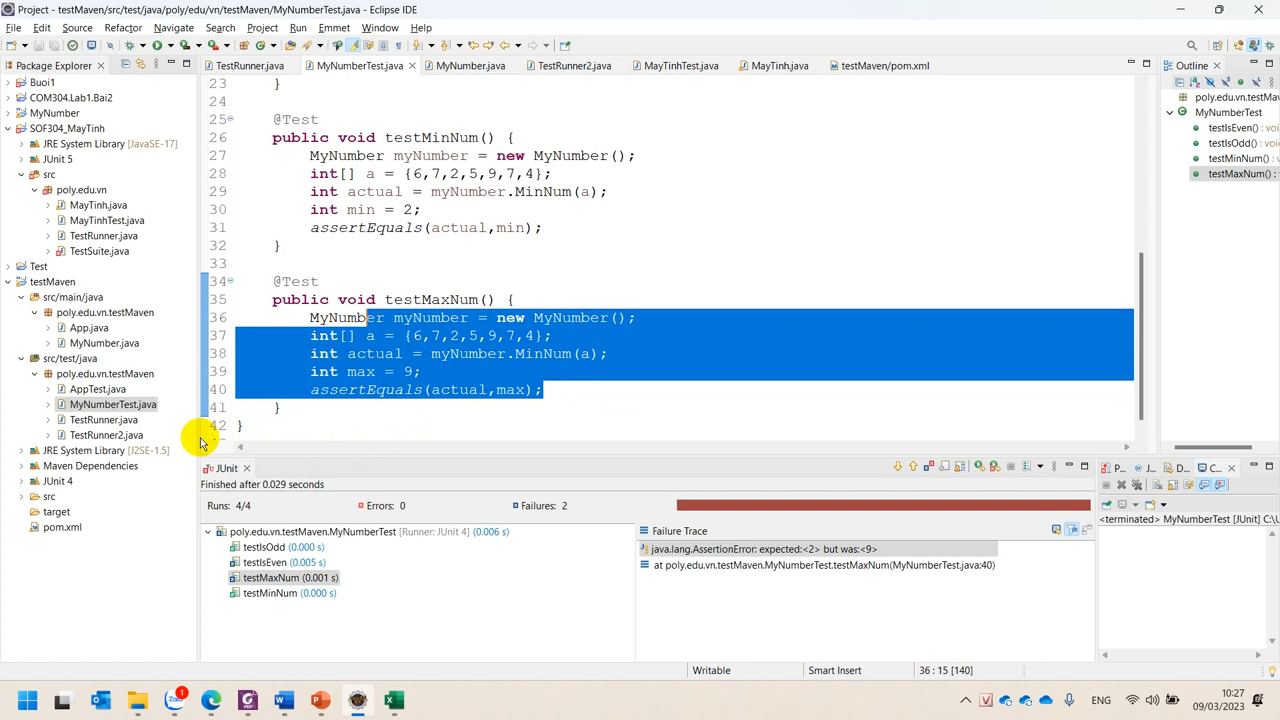 Project - testMaven/src/test/java/poly/edu/vn/testMaven/MyNumberTest.java - Eclipse IDE
File Edit Source Refactor Navigate Search Project Run Emmet Window Help
Package Explorer
Buoi1
COM304.Lab1.Bai2
MyNumber
SOF304_MayTinh
JRE System Library [JavaSE-17]
JUnit 5
src
poly.edu.vn
MayTinh.java
MayTinhTest.java
TestRunner.java
TestSuite.java
Test
testMaven
src/main/java
poly.edu.vn.testMaven
App.java
MyNumber.java
src/test/java
poly.edu.vn.testMaven
AppTest.java
MyNumberTest.java
TestRunner.java
TestRunner2.java
JRE System Library [J2SE-1.5]
Maven Dependencies
JUnit 4
src
target
pom.xml
TestRunner.java MyNumberTest.java MyNumber.java TestRunner2.java MayTinhTest.java MayTinh.java testMaven/pom.xml
23 }
24
25 @Test
26 public void testMinNum() {
27 MyNumber myNumber = new MyNumber();
28 int[] a = {6,7,2,5,9,7,4};
29 int actual = myNumber.MinNum(a);
30 int min = 2;
31 assertEquals(actual,min);
32 }
33
34 @Test
35 public void testMaxNum() {
36 MyNumber myNumber = new MyNumber();
37 int[] a = {6,7,2,5,9,7,4};
38 int actual = myNumber.MinNum(a);
39 int max = 9;
40 assertEquals(actual,max);
41 }
42 }
Outline
poly.edu.vn.testMa
MyNumberTest
testIsEven() : vo
testIsOdd() : voi
testMinNum() :
testMaxNum() :
JUnit
Finished after 0.029 seconds
Runs: 4/4 Errors: 0 Failures: 2
poly.edu.vn.testMaven.MyNumberTest [Runner: JUnit 4] (0.006 s)
testIsOdd (0.000 s)
testIsEven (0.005 s)
testMaxNum (0.001 s)
testMinNum (0.000 s)
Failure Trace
java.lang.AssertionError: expected:<2> but was:<9>
at poly.edu.vn.testMaven.MyNumberTest.testMaxNum(MyNumberTest.java:40)
P... J... D... C...
<terminated> MyNumberTest [JUnit] C:\U
Writable Smart Insert 36 : 15 [140]
Zalo 1
ENG
10:27
09/03/2023